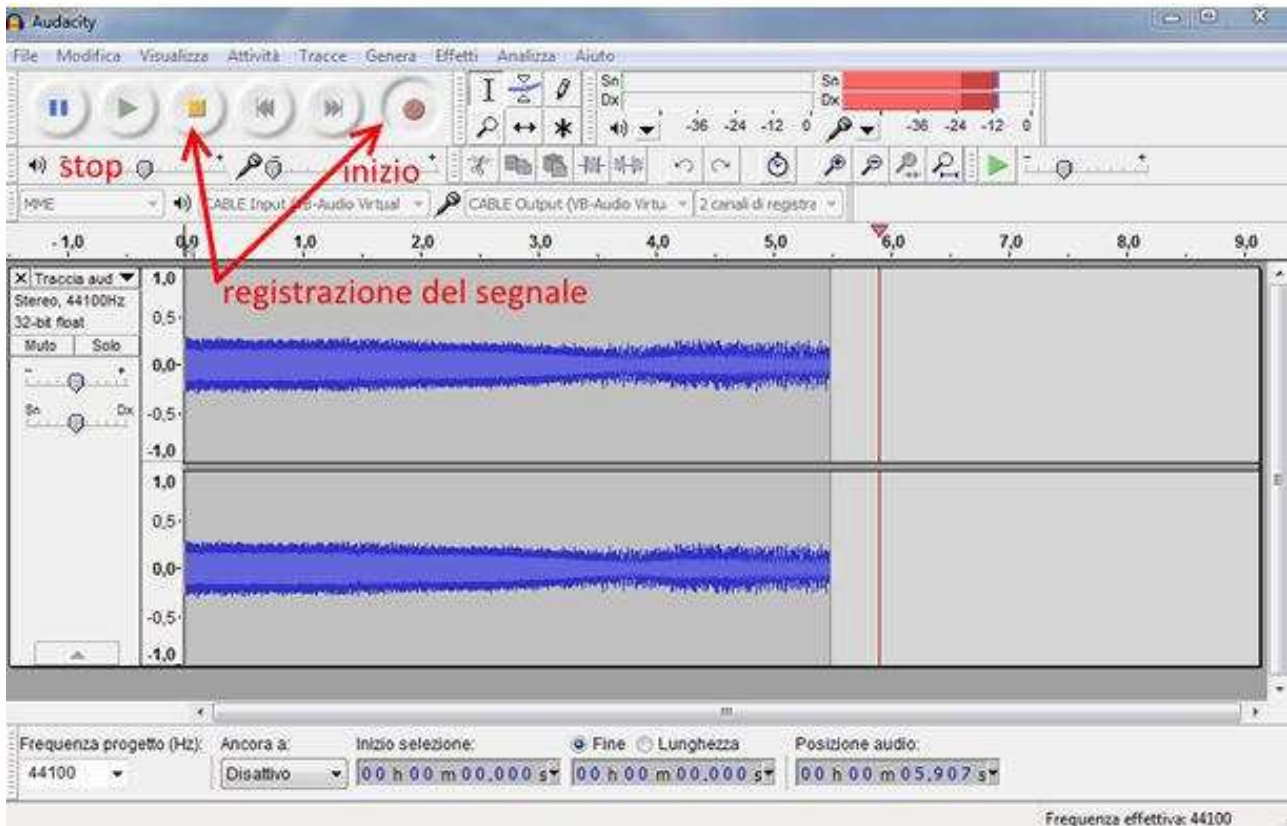 Audacity
File Modifica Visualizza Attività Tracce Genera Effetti Analizza Aiuto
Sn
Dx
-36 -24 -12 0
Sn
Dx
-36 -24 -12 0
stop
inizio
MME
CABLE Input (VB-Audio Virtual
CABLE Output (VB-Audio Virtu
2 canali di registra
- 1,0 0,0 1,0 2,0 3,0 4,0 5,0 6,0 7,0 8,0 9,0
registrazione del segnale
X Traccia aud
Stereo, 44100Hz
32-bit float
Muto Solo
- +
Sn Dx
1,0
0,5
0,0
-0,5
-1,0
1,0
0,5
0,0
-0,5
-1,0
Frequenza progetto (Hz): Ancora a: Inizio selezione: Fine Lunghezza Posizione audio:
44100 Disattivo 00 h 00 m 00.000 s 00 h 00 m 00.000 s 00 h 00 m 05.907 s
Frequenza effettiva: 44100